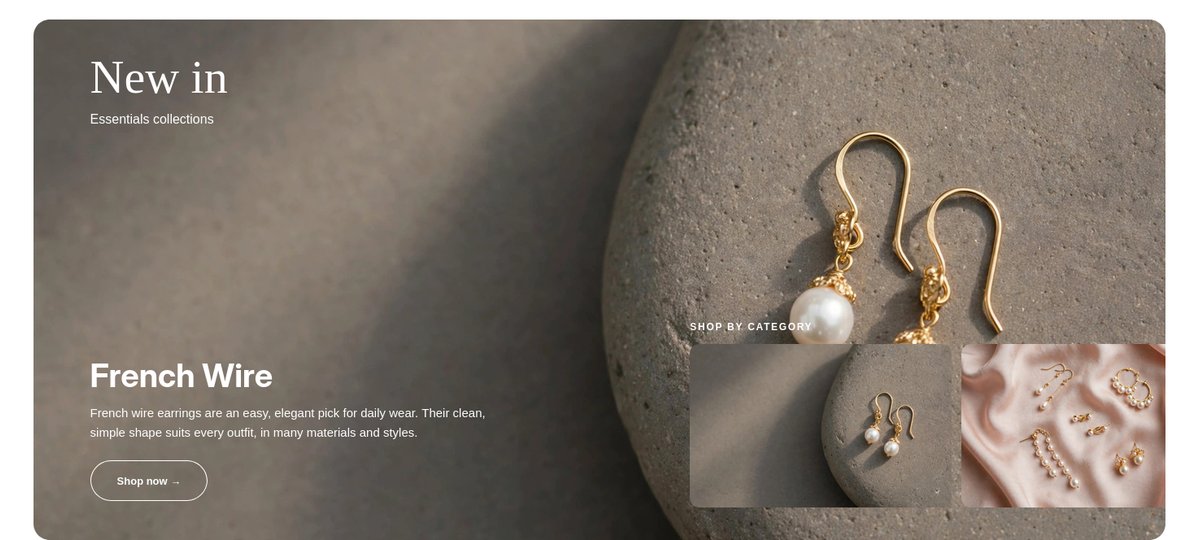 New in
Essentials collections
SHOP BY CATEGORY
French Wire
French wire earrings are an easy, elegant pick for daily wear. Their clean,
simple shape suits every outfit, in many materials and styles.
Shop now →